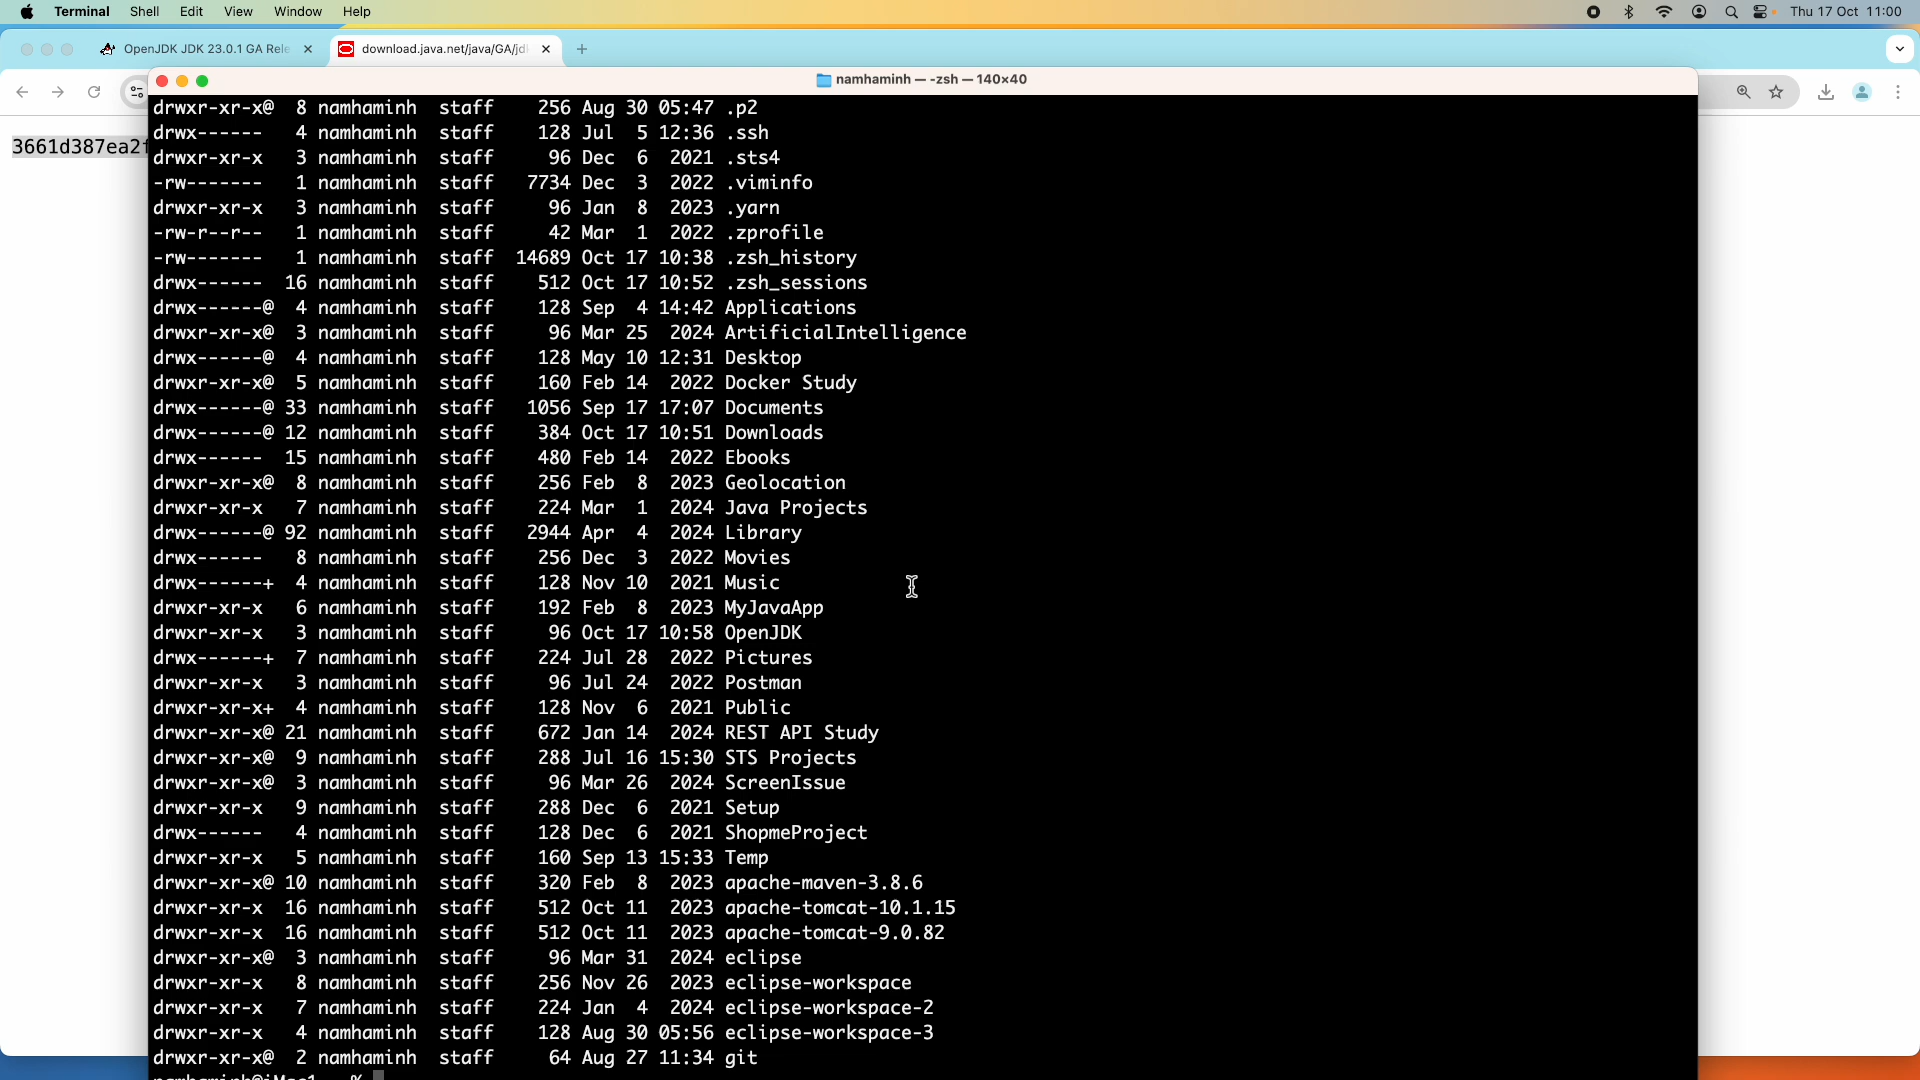 Terminal Shell Edit View Window Help Thu 17 Oct 11:00
OpenJDK JDK 23.0.1 GA Rele download.java.net/java/GA/jd
namhaminh — -zsh — 140×40
3661d387ea2
drwxr-xr-x@ 8 namhaminh staff 256 Aug 30 05:47 .p2
drwx------ 4 namhaminh staff 128 Jul 5 12:36 .ssh
drwxr-xr-x 3 namhaminh staff 96 Dec 6 2021 .sts4
-rw------- 1 namhaminh staff 7734 Dec 3 2022 .viminfo
drwxr-xr-x 3 namhaminh staff 96 Jan 8 2023 .yarn
-rw-r--r-- 1 namhaminh staff 42 Mar 1 2022 .zprofile
-rw------- 1 namhaminh staff 14689 Oct 17 10:38 .zsh_history
drwx------ 16 namhaminh staff 512 Oct 17 10:52 .zsh_sessions
drwx------@ 4 namhaminh staff 128 Sep 4 14:42 Applications
drwxr-xr-x@ 3 namhaminh staff 96 Mar 25 2024 ArtificialIntelligence
drwx------@ 4 namhaminh staff 128 May 10 12:31 Desktop
drwxr-xr-x@ 5 namhaminh staff 160 Feb 14 2022 Docker Study
drwx------@ 33 namhaminh staff 1056 Sep 17 17:07 Documents
drwx------@ 12 namhaminh staff 384 Oct 17 10:51 Downloads
drwx------ 15 namhaminh staff 480 Feb 14 2022 Ebooks
drwxr-xr-x@ 8 namhaminh staff 256 Feb 8 2023 Geolocation
drwxr-xr-x 7 namhaminh staff 224 Mar 1 2024 Java Projects
drwx------@ 92 namhaminh staff 2944 Apr 4 2024 Library
drwx------ 8 namhaminh staff 256 Dec 3 2022 Movies
drwx------+ 4 namhaminh staff 128 Nov 10 2021 Music
drwxr-xr-x 6 namhaminh staff 192 Feb 8 2023 MyJavaApp
drwxr-xr-x 3 namhaminh staff 96 Oct 17 10:58 OpenJDK
drwx------+ 7 namhaminh staff 224 Jul 28 2022 Pictures
drwxr-xr-x 3 namhaminh staff 96 Jul 24 2022 Postman
drwxr-xr-x+ 4 namhaminh staff 128 Nov 6 2021 Public
drwxr-xr-x@ 21 namhaminh staff 672 Jan 14 2024 REST API Study
drwxr-xr-x@ 9 namhaminh staff 288 Jul 16 15:30 STS Projects
drwxr-xr-x@ 3 namhaminh staff 96 Mar 26 2024 ScreenIssue
drwxr-xr-x 9 namhaminh staff 288 Dec 6 2021 Setup
drwx------ 4 namhaminh staff 128 Dec 6 2021 ShopmeProject
drwxr-xr-x 5 namhaminh staff 160 Sep 13 15:33 Temp
drwxr-xr-x@ 10 namhaminh staff 320 Feb 8 2023 apache-maven-3.8.6
drwxr-xr-x 16 namhaminh staff 512 Oct 11 2023 apache-tomcat-10.1.15
drwxr-xr-x 16 namhaminh staff 512 Oct 11 2023 apache-tomcat-9.0.82
drwxr-xr-x@ 3 namhaminh staff 96 Mar 31 2024 eclipse
drwxr-xr-x 8 namhaminh staff 256 Nov 26 2023 eclipse-workspace
drwxr-xr-x 7 namhaminh staff 224 Jan 4 2024 eclipse-workspace-2
drwxr-xr-x 4 namhaminh staff 128 Aug 30 05:56 eclipse-workspace-3
drwxr-xr-x@ 2 namhaminh staff 64 Aug 27 11:34 git